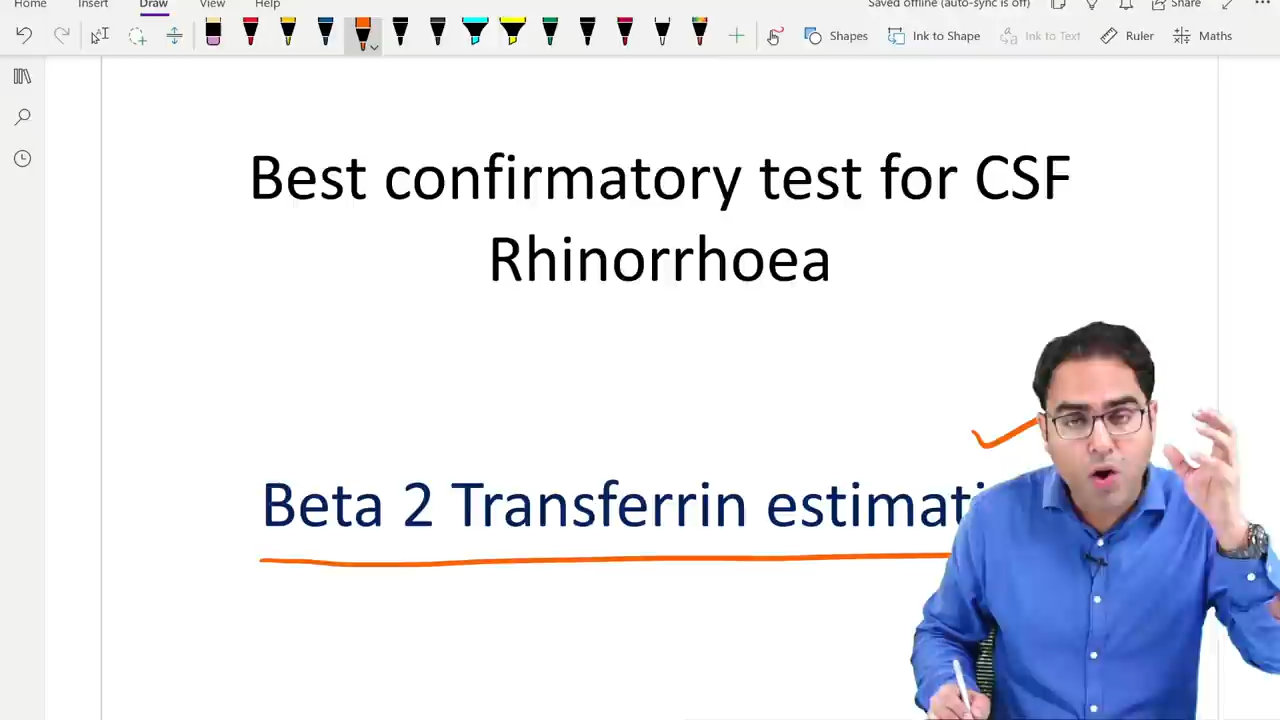 Home Insert Draw View Help Saved offline (auto-sync is off) Share
Shapes Ink to Shape Ink to Text Ruler Maths
Best confirmatory test for CSF
Rhinorrhoea
Beta 2 Transferrin